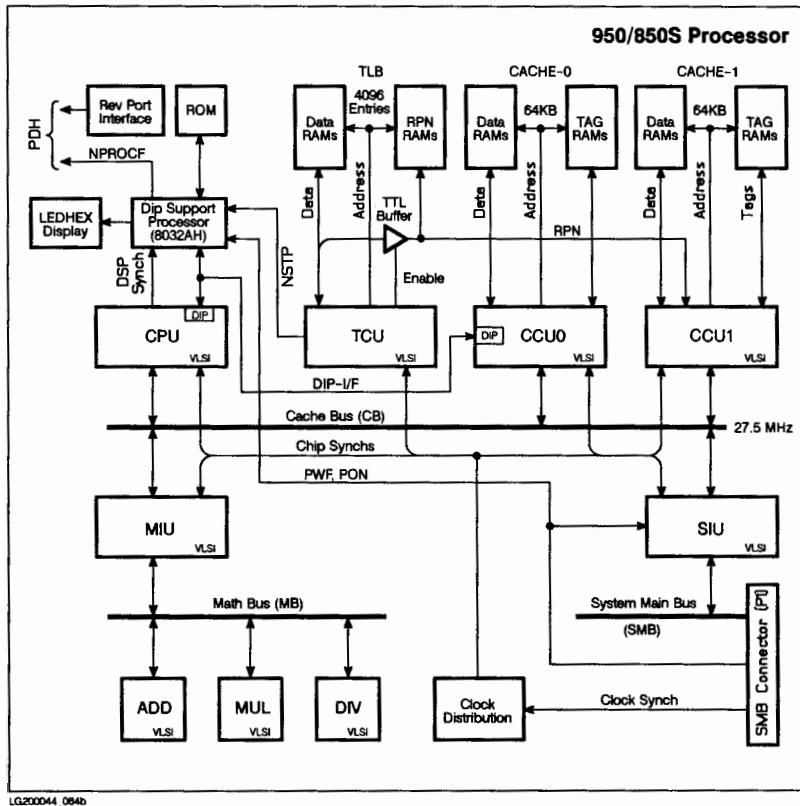 950/850S Processor
TLB
CACHE-0
CACHE-1
4096
Entries
64KB
64KB
Rev Port
Interface
ROM
Data
RAMs
RPN
RAMs
Data
RAMs
TAG
RAMs
Data
RAMs
TAG
RAMs
PDH
NPROCF
Dip Support
Processor
(8032AH)
LEDHEX
Display
Data
Address
TTL
Buffer
Data
Address
Data
Address
Tags
RPN
DSP
Synch
NSTP
Enable
DIP
CPU
VLSI
TCU
VLSI
DIP
CCU0
VLSI
CCU1
VLSI
DIP-I/F
Cache Bus (CB)
27.5 MHz
Chip Synchs
PWF, PON
MIU
VLSI
SIU
VLSI
Math Bus (MB)
System Main Bus
(SMB)
SMB Connector (P1)
ADD
VLSI
MUL
VLSI
DIV
VLSI
Clock
Distribution
Clock Synch
LG200044_064b